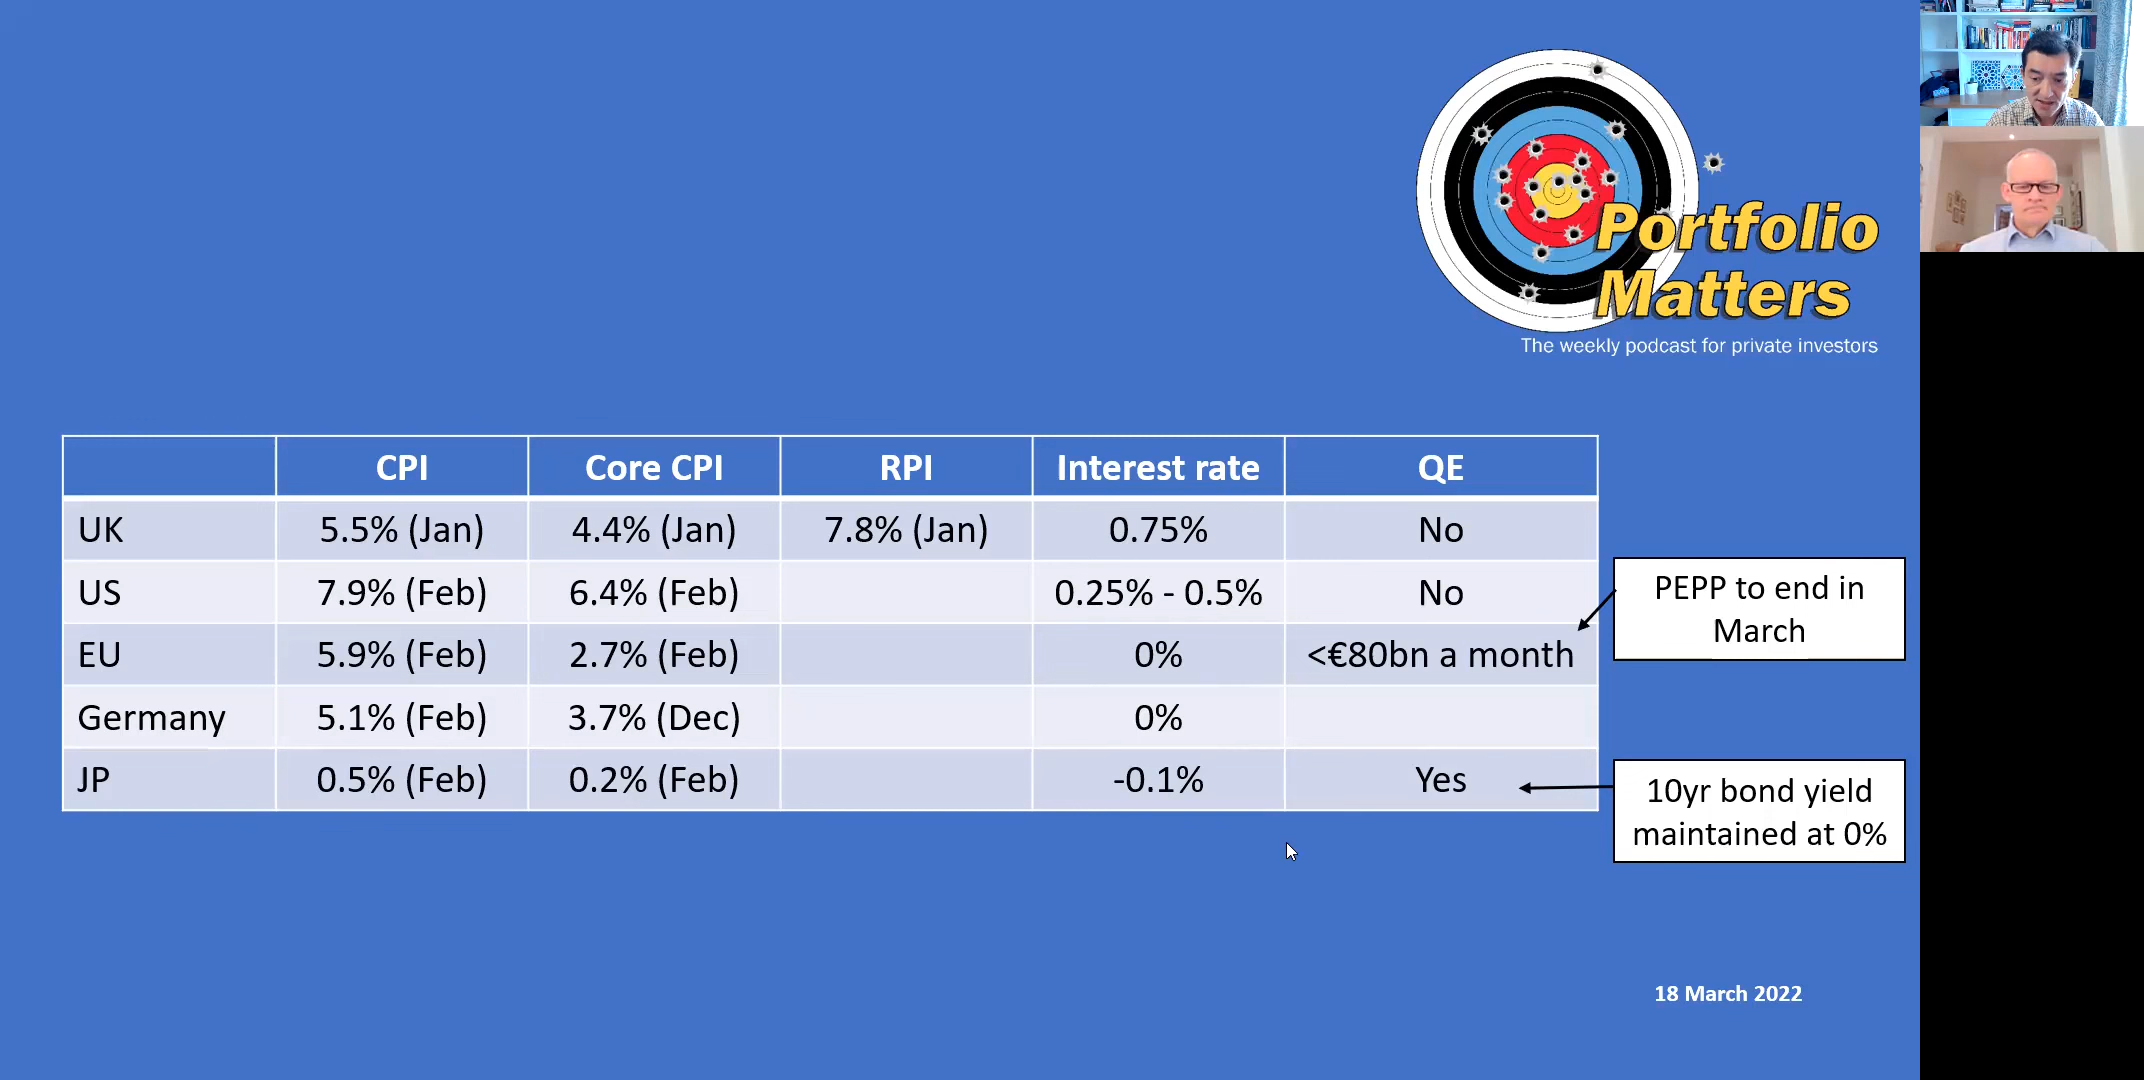 Portfolio
Matters
The weekly podcast for private investors
CPI Core CPI RPI Interest rate QE
UK 5.5% (Jan) 4.4% (Jan) 7.8% (Jan) 0.75% No
US 7.9% (Feb) 6.4% (Feb) 0.25% - 0.5% No
EU 5.9% (Feb) 2.7% (Feb) 0% <€80bn a month
Germany 5.1% (Feb) 3.7% (Dec) 0%
JP 0.5% (Feb) 0.2% (Feb) -0.1% Yes
PEPP to end in
March
10yr bond yield
maintained at 0%
18 March 2022